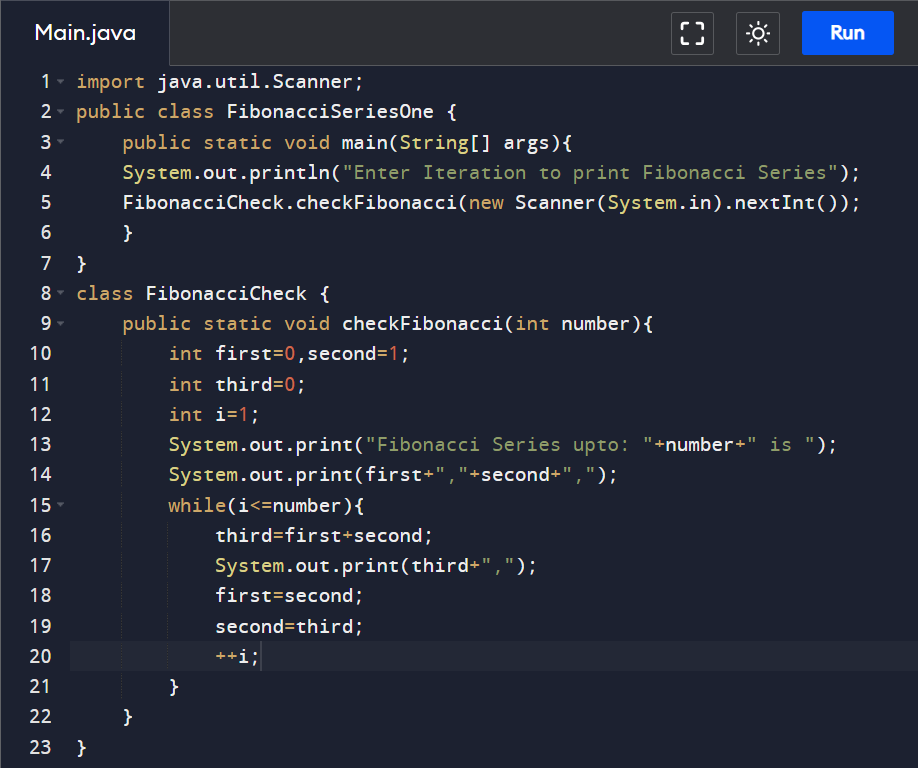 Main.java
Run
1 import java.util.Scanner;
2 public class FibonacciSeriesOne {
3     public static void main(String[] args){
4     System.out.println("Enter Iteration to print Fibonacci Series");
5     FibonacciCheck.checkFibonacci(new Scanner(System.in).nextInt());
6     }
7 }
8 class FibonacciCheck {
9     public static void checkFibonacci(int number){
10         int first=0,second=1;
11         int third=0;
12         int i=1;
13         System.out.print("Fibonacci Series upto: "+number+" is ");
14         System.out.print(first+","+second+",");
15         while(i<=number){
16             third=first+second;
17             System.out.print(third+",");
18             first=second;
19             second=third;
20             ++i;
21         }
22     }
23 }